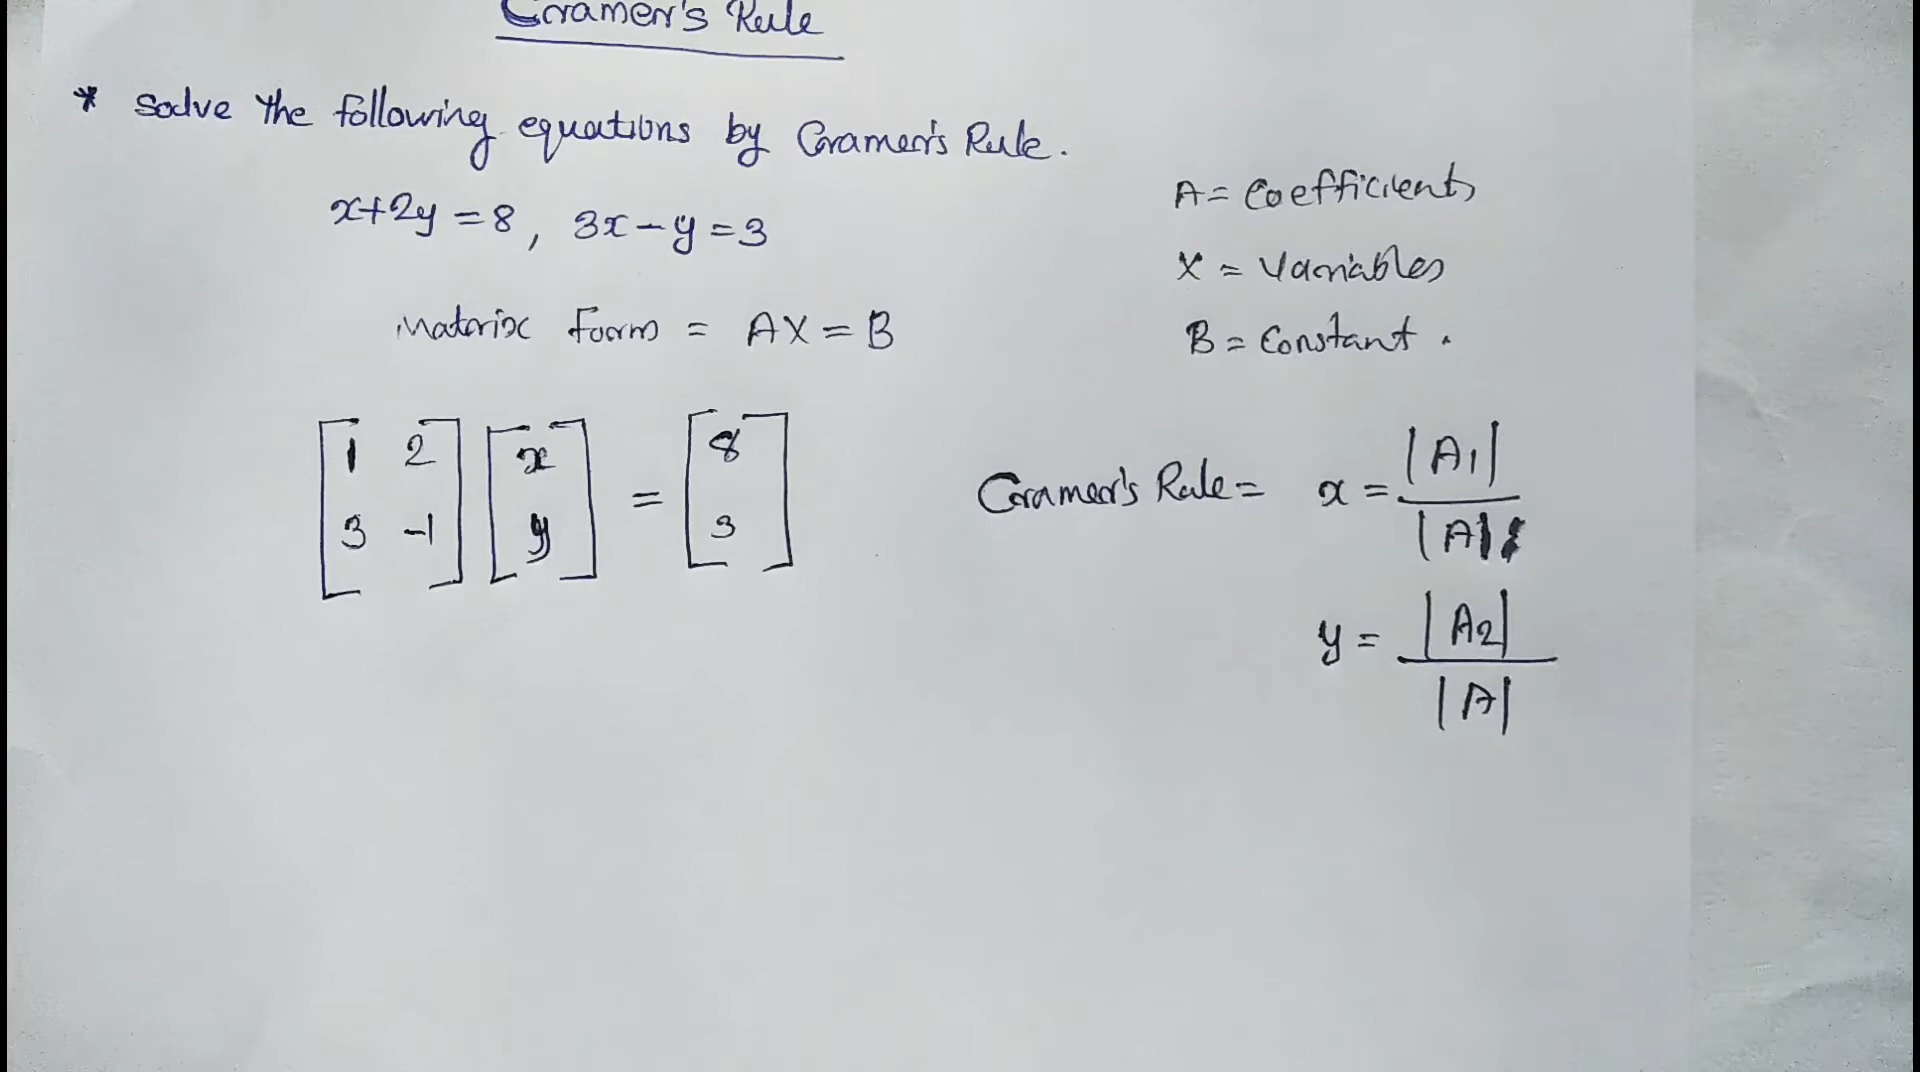 Cramer's Rule
* Solve the following equations by Cramer's Rule.
x+2y=8, 3x-y=3
Matrix Form = AX=B
A= Coefficients
X = Variables
B= Constant.
[1 2] [x] = [8]
[3 -1] [y] [3]
Cramer's Rule= x = |A1| / |A|
y = |A2| / |A|